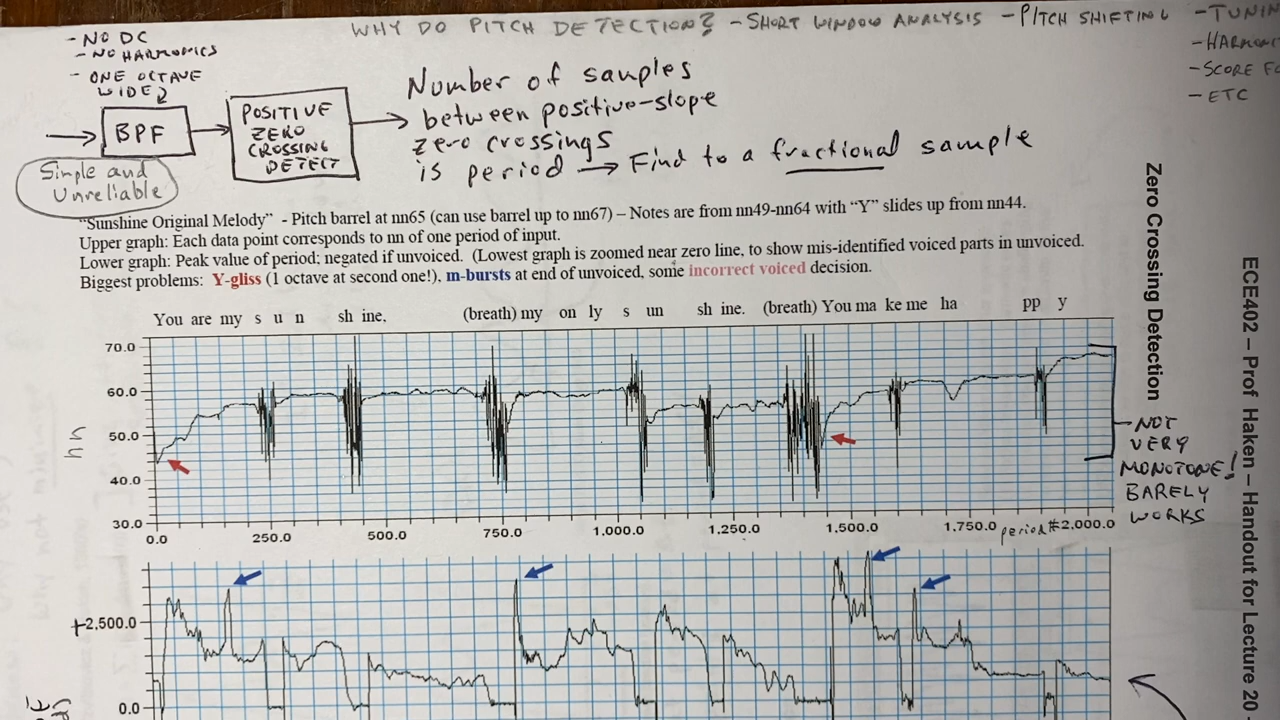 WHY DO PITCH DETECTION? - SHORT WINDOW ANALYSIS - PITCH SHIFTING - TUNIN
- HARMONI
- SCORE FO
- ETC
- NO DC
- NO HARMONICS
- ONE OCTAVE
WIDE
BPF
POSITIVE
ZERO
CROSSING
DETECT
Number of samples
between positive-slope
zero crossings
is period → Find to a fractional sample
Simple and
Unreliable
"Sunshine Original Melody" - Pitch barrel at nn65 (can use barrel up to nn67) – Notes are from nn49-nn64 with "Y" slides up from nn44.
Upper graph: Each data point corresponds to nn of one period of input.
Lower graph: Peak value of period; negated if unvoiced. (Lowest graph is zoomed near zero line, to show mis-identified voiced parts in unvoiced.
Biggest problems: Y-gliss (1 octave at second one!), m-bursts at end of unvoiced, some incorrect voiced decision.
You are my s u n sh ine. (breath) my on ly s un sh ine. (breath) You ma ke me ha pp y
70.0
60.0
50.0
40.0
30.0
nn
0.0 250.0 500.0 750.0 1,000.0 1,250.0 1,500.0 1,750.0 period # 2,000.0
NOT
VERY
MONOTONE!
BARELY
WORKS
+2,500.0
0.0
Zero Crossing Detection
ECE402 – Prof Haken – Handout for Lecture 20 -